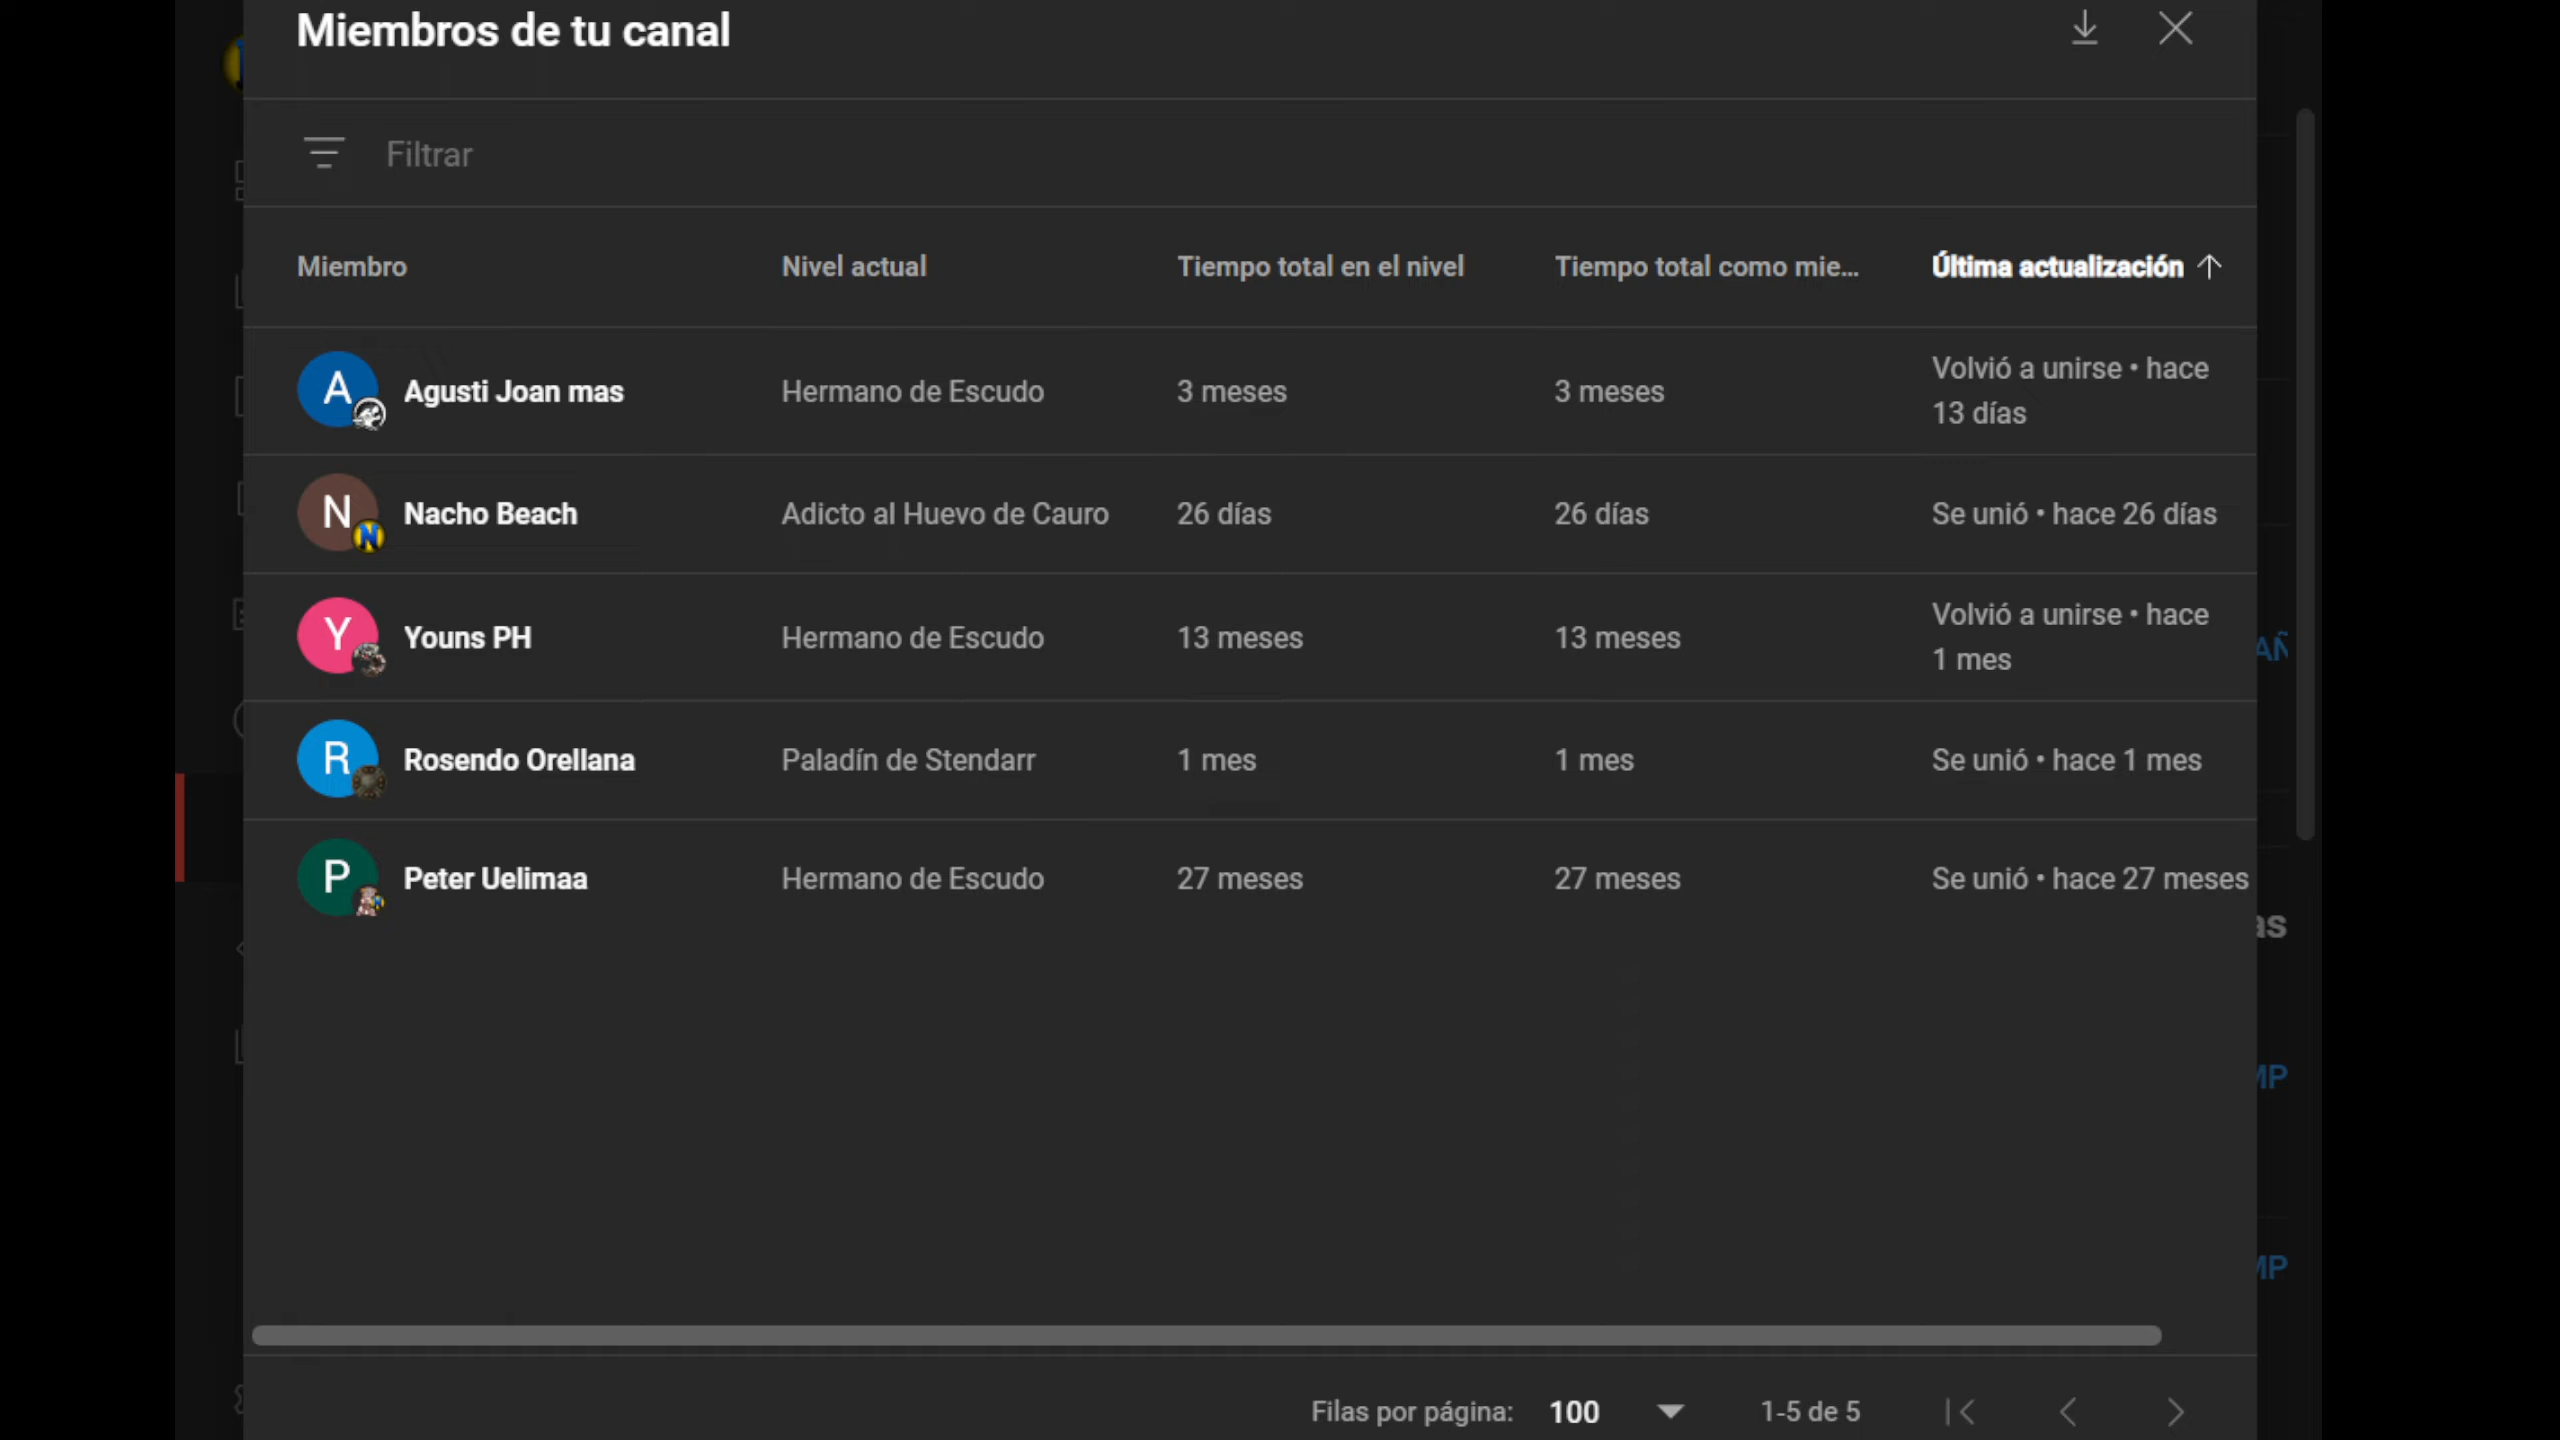 Miembros de tu canal
Filtrar
Miembro Nivel actual Tiempo total en el nivel Tiempo total como mie... Última actualización
A Agusti Joan mas Hermano de Escudo 3 meses 3 meses Volvió a unirse • hace
13 días
N Nacho Beach Adicto al Huevo de Cauro 26 días 26 días Se unió • hace 26 días
Y Youns PH Hermano de Escudo 13 meses 13 meses Volvió a unirse • hace
1 mes
AÑ
R Rosendo Orellana Paladín de Stendarr 1 mes 1 mes Se unió • hace 1 mes
P Peter Uelimaa Hermano de Escudo 27 meses 27 meses Se unió • hace 27 meses
as
MP
MP
Filas por página: 100 1-5 de 5